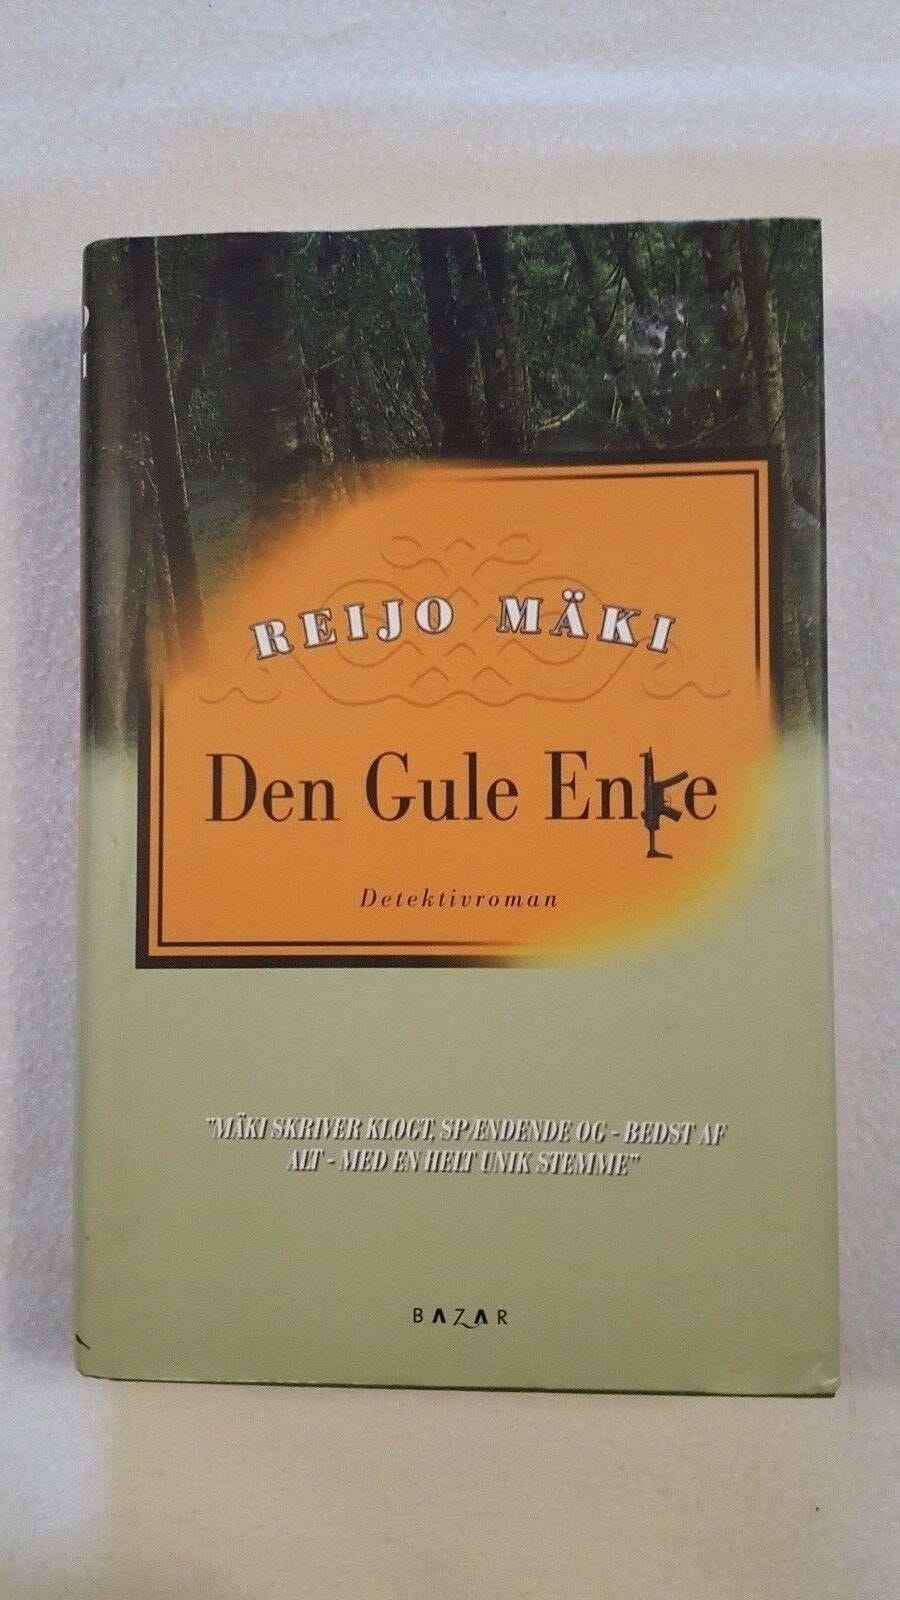 REIJO MÄKI
Den Gule Enke
Detektivroman
"MÄKI SKRIVER KLOGT, SPÆNDENDE OG - BEDST AF
ALT - MED EN HELT UNIK STEMME"
BAZAR